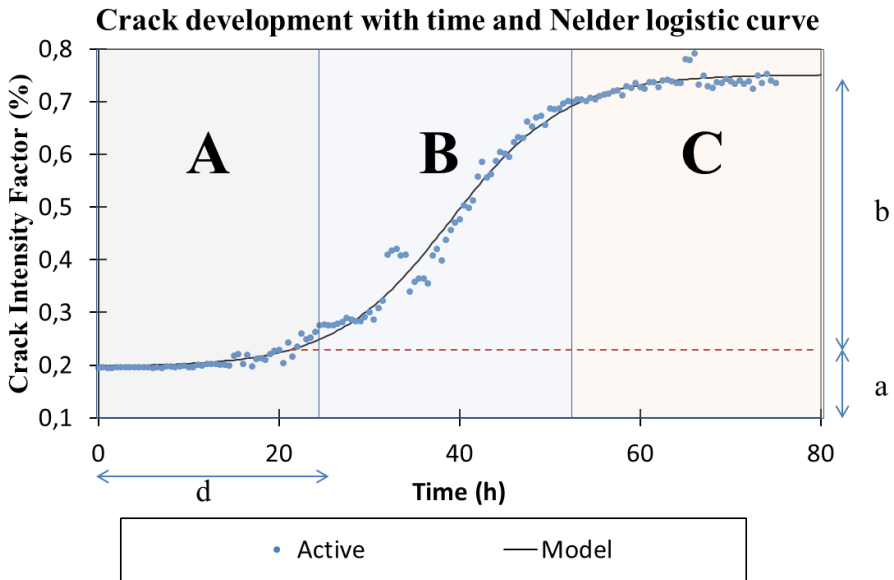 Crack development with time and Nelder logistic curve
Crack Intensity Factor (%)
0,8
0,7
0,6
0,5
0,4
0,3
0,2
0,1
A
B
C
b
a
0
20
40
60
80
d
Time (h)
Active
Model